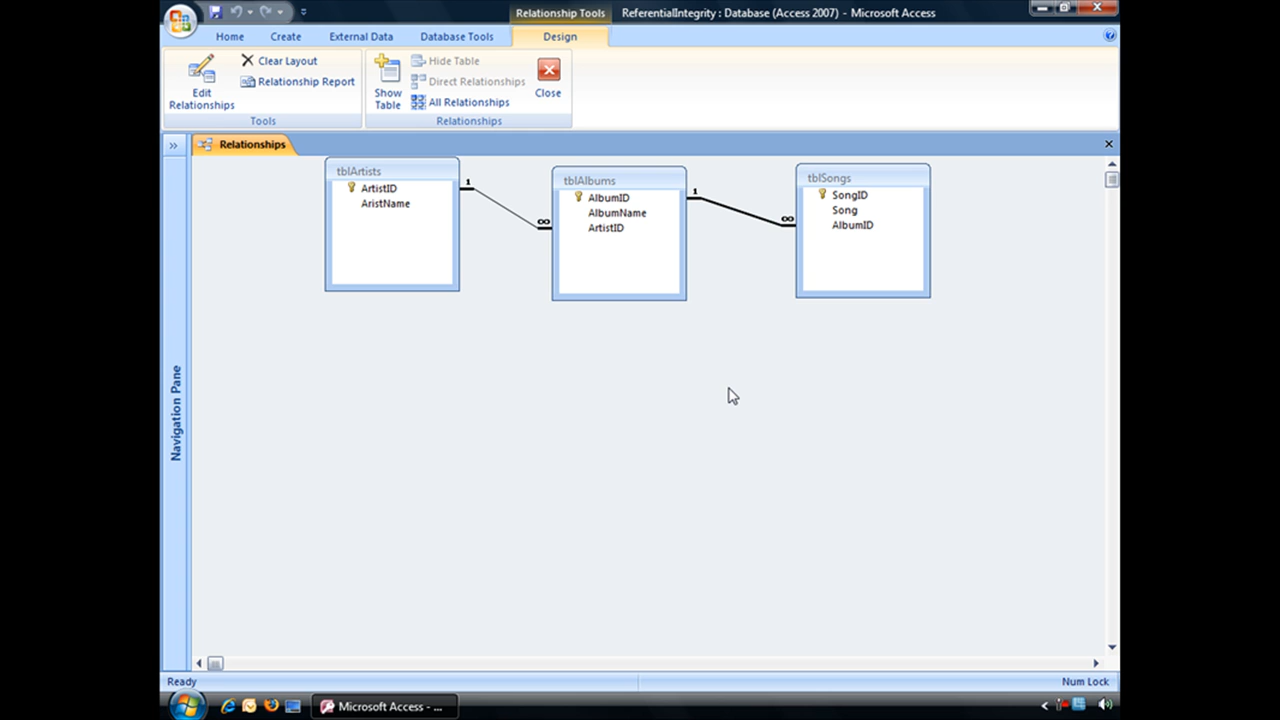 Relationship Tools
ReferentialIntegrity : Database (Access 2007) - Microsoft Access
Home
Create
External Data
Database Tools
Design
Edit
Relationships
Clear Layout
Relationship Report
Tools
Show
Table
Hide Table
Direct Relationships
All Relationships
Close
Relationships
»
Relationships
Navigation Pane
tblArtists
ArtistID
AristName
1
∞
tblAlbums
AlbumID
AlbumName
ArtistID
1
∞
tblSongs
SongID
Song
AlbumID
Ready
Num Lock
Microsoft Access - ...